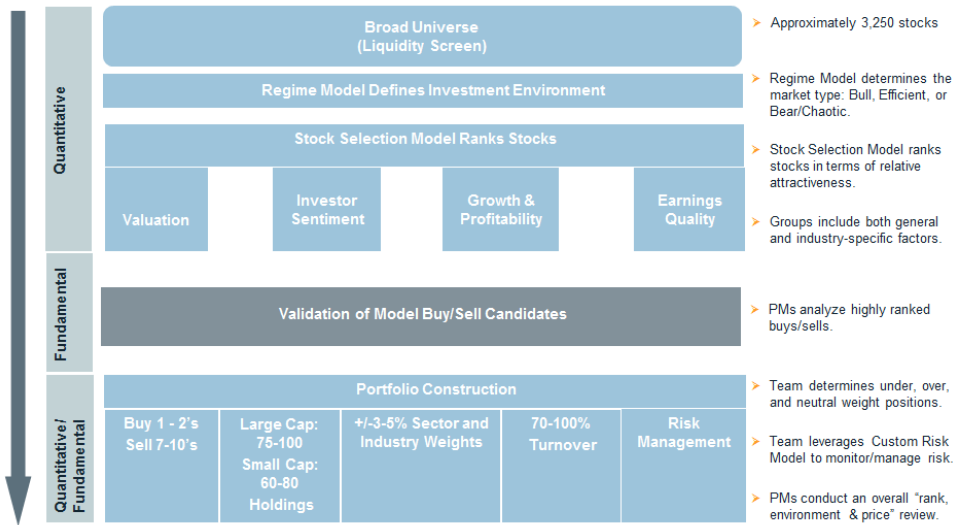 Quantitative
Broad Universe
(Liquidity Screen)
Approximately 3,250 stocks
Regime Model Defines Investment Environment
Regime Model determines the
market type: Bull, Efficient, or
Bear/Chaotic.
Stock Selection Model Ranks Stocks
Stock Selection Model ranks
stocks in terms of relative
attractiveness.
Valuation
Investor
Sentiment
Growth &
Profitability
Earnings
Quality
Groups include both general
and industry-specific factors.
Fundamental
Validation of Model Buy/Sell Candidates
PMs analyze highly ranked
buys/sells.
Quantitative/
Fundamental
Portfolio Construction
Buy 1 - 2's
Sell 7-10's
Large Cap:
75-100
Small Cap:
60-80
Holdings
+/-3-5% Sector and
Industry Weights
70-100%
Turnover
Risk
Management
Team determines under, over,
and neutral weight positions.
Team leverages Custom Risk
Model to monitor/manage risk.
PMs conduct an overall “rank,
environment & price” review.